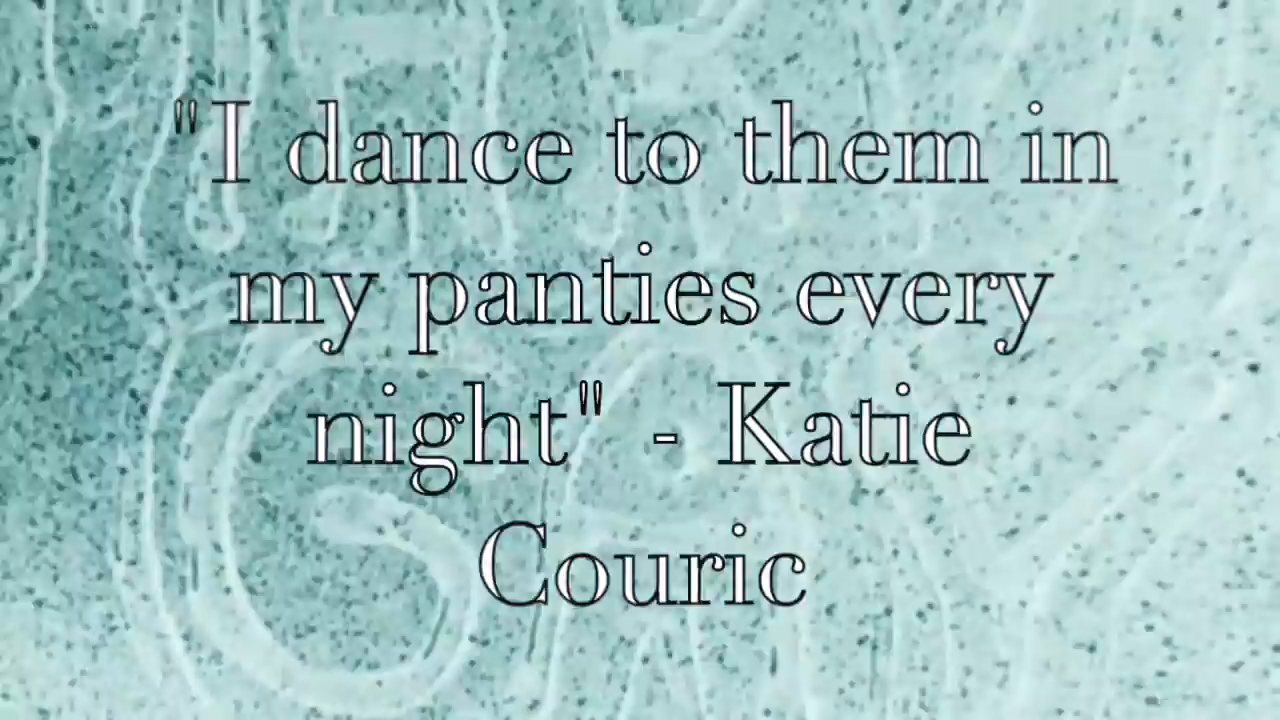 "I dance to them in
my panties every
night" - Katie
Couric